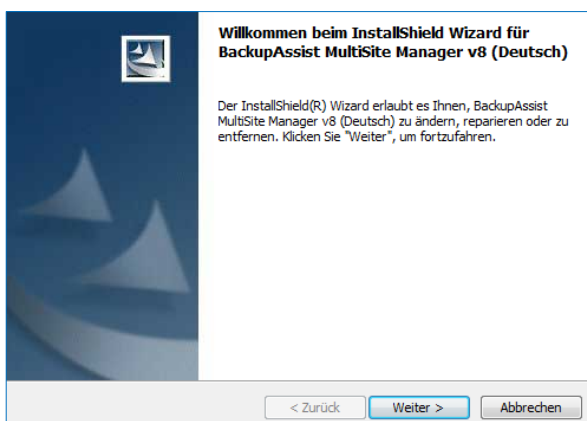 Willkommen beim InstallShield Wizard für
BackupAssist MultiSite Manager v8 (Deutsch)
Der InstallShield(R) Wizard erlaubt es Ihnen, BackupAssist
MultiSite Manager v8 (Deutsch) zu ändern, reparieren oder zu
entfernen. Klicken Sie "Weiter", um fortzufahren.
< Zurück
Weiter >
Abbrechen